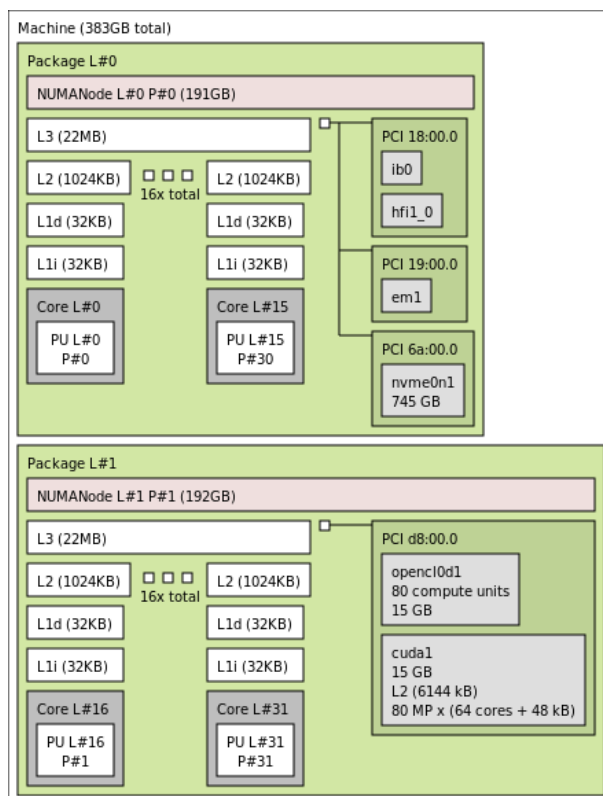 Machine (383GB total)
Package L#0
NUMANode L#0 P#0 (191GB)
L3 (22MB)
L2 (1024KB)
16x total
L2 (1024KB)
L1d (32KB)
L1d (32KB)
L1i (32KB)
L1i (32KB)
Core L#0
PU L#0
P#0
Core L#15
PU L#15
P#30
PCI 18:00.0
ib0
hfi1_0
PCI 19:00.0
em1
PCI 6a:00.0
nvme0n1
745 GB
Package L#1
NUMANode L#1 P#1 (192GB)
L3 (22MB)
L2 (1024KB)
16x total
L2 (1024KB)
L1d (32KB)
L1d (32KB)
L1i (32KB)
L1i (32KB)
Core L#16
PU L#16
P#1
Core L#31
PU L#31
P#31
PCI d8:00.0
opencl0d1
80 compute units
15 GB
cuda1
15 GB
L2 (6144 kB)
80 MP x (64 cores + 48 kB)